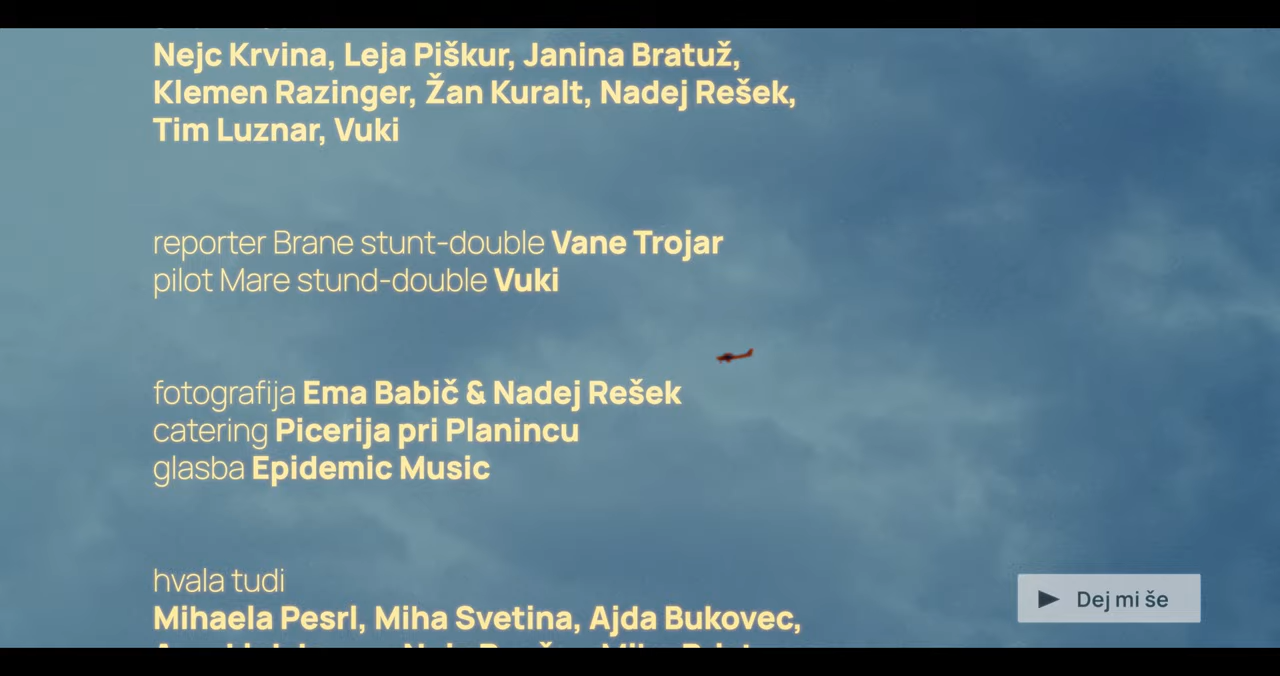 Nejc Krvina, Leja Piškur, Janina Bratuž,
Klemen Razinger, Žan Kuralt, Nadej Rešek,
Tim Luznar, Vuki
reporter Brane stunt-double Vane Trojar
pilot Mare stund-double Vuki
fotografija Ema Babič & Nadej Rešek
catering Picerija pri Planincu
glasba Epidemic Music
hvala tudi
Mihaela Pesrl, Miha Svetina, Ajda Bukovec,
Dej mi še